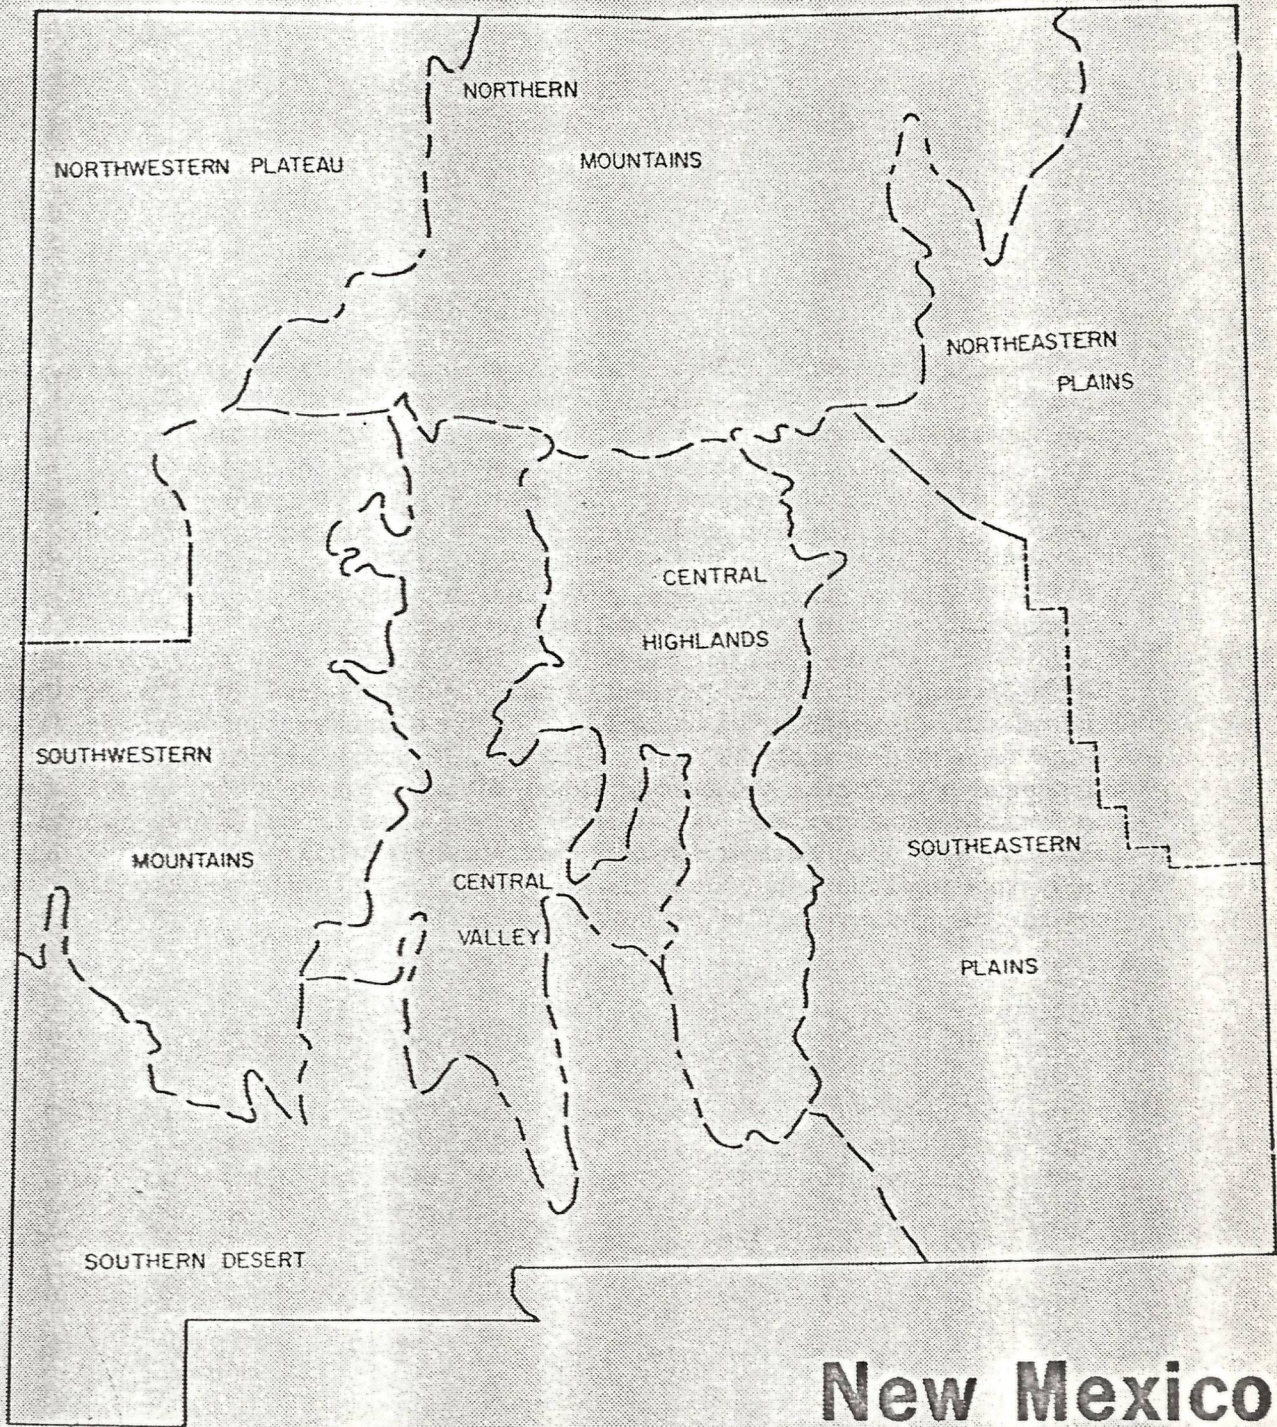 NORTHERN
MOUNTAINS
NORTHWESTERN PLATEAU
NORTHEASTERN
PLAINS
CENTRAL
HIGHLANDS
SOUTHWESTERN
MOUNTAINS
CENTRAL
VALLEY
SOUTHEASTERN
PLAINS
SOUTHERN DESERT
New Mexico